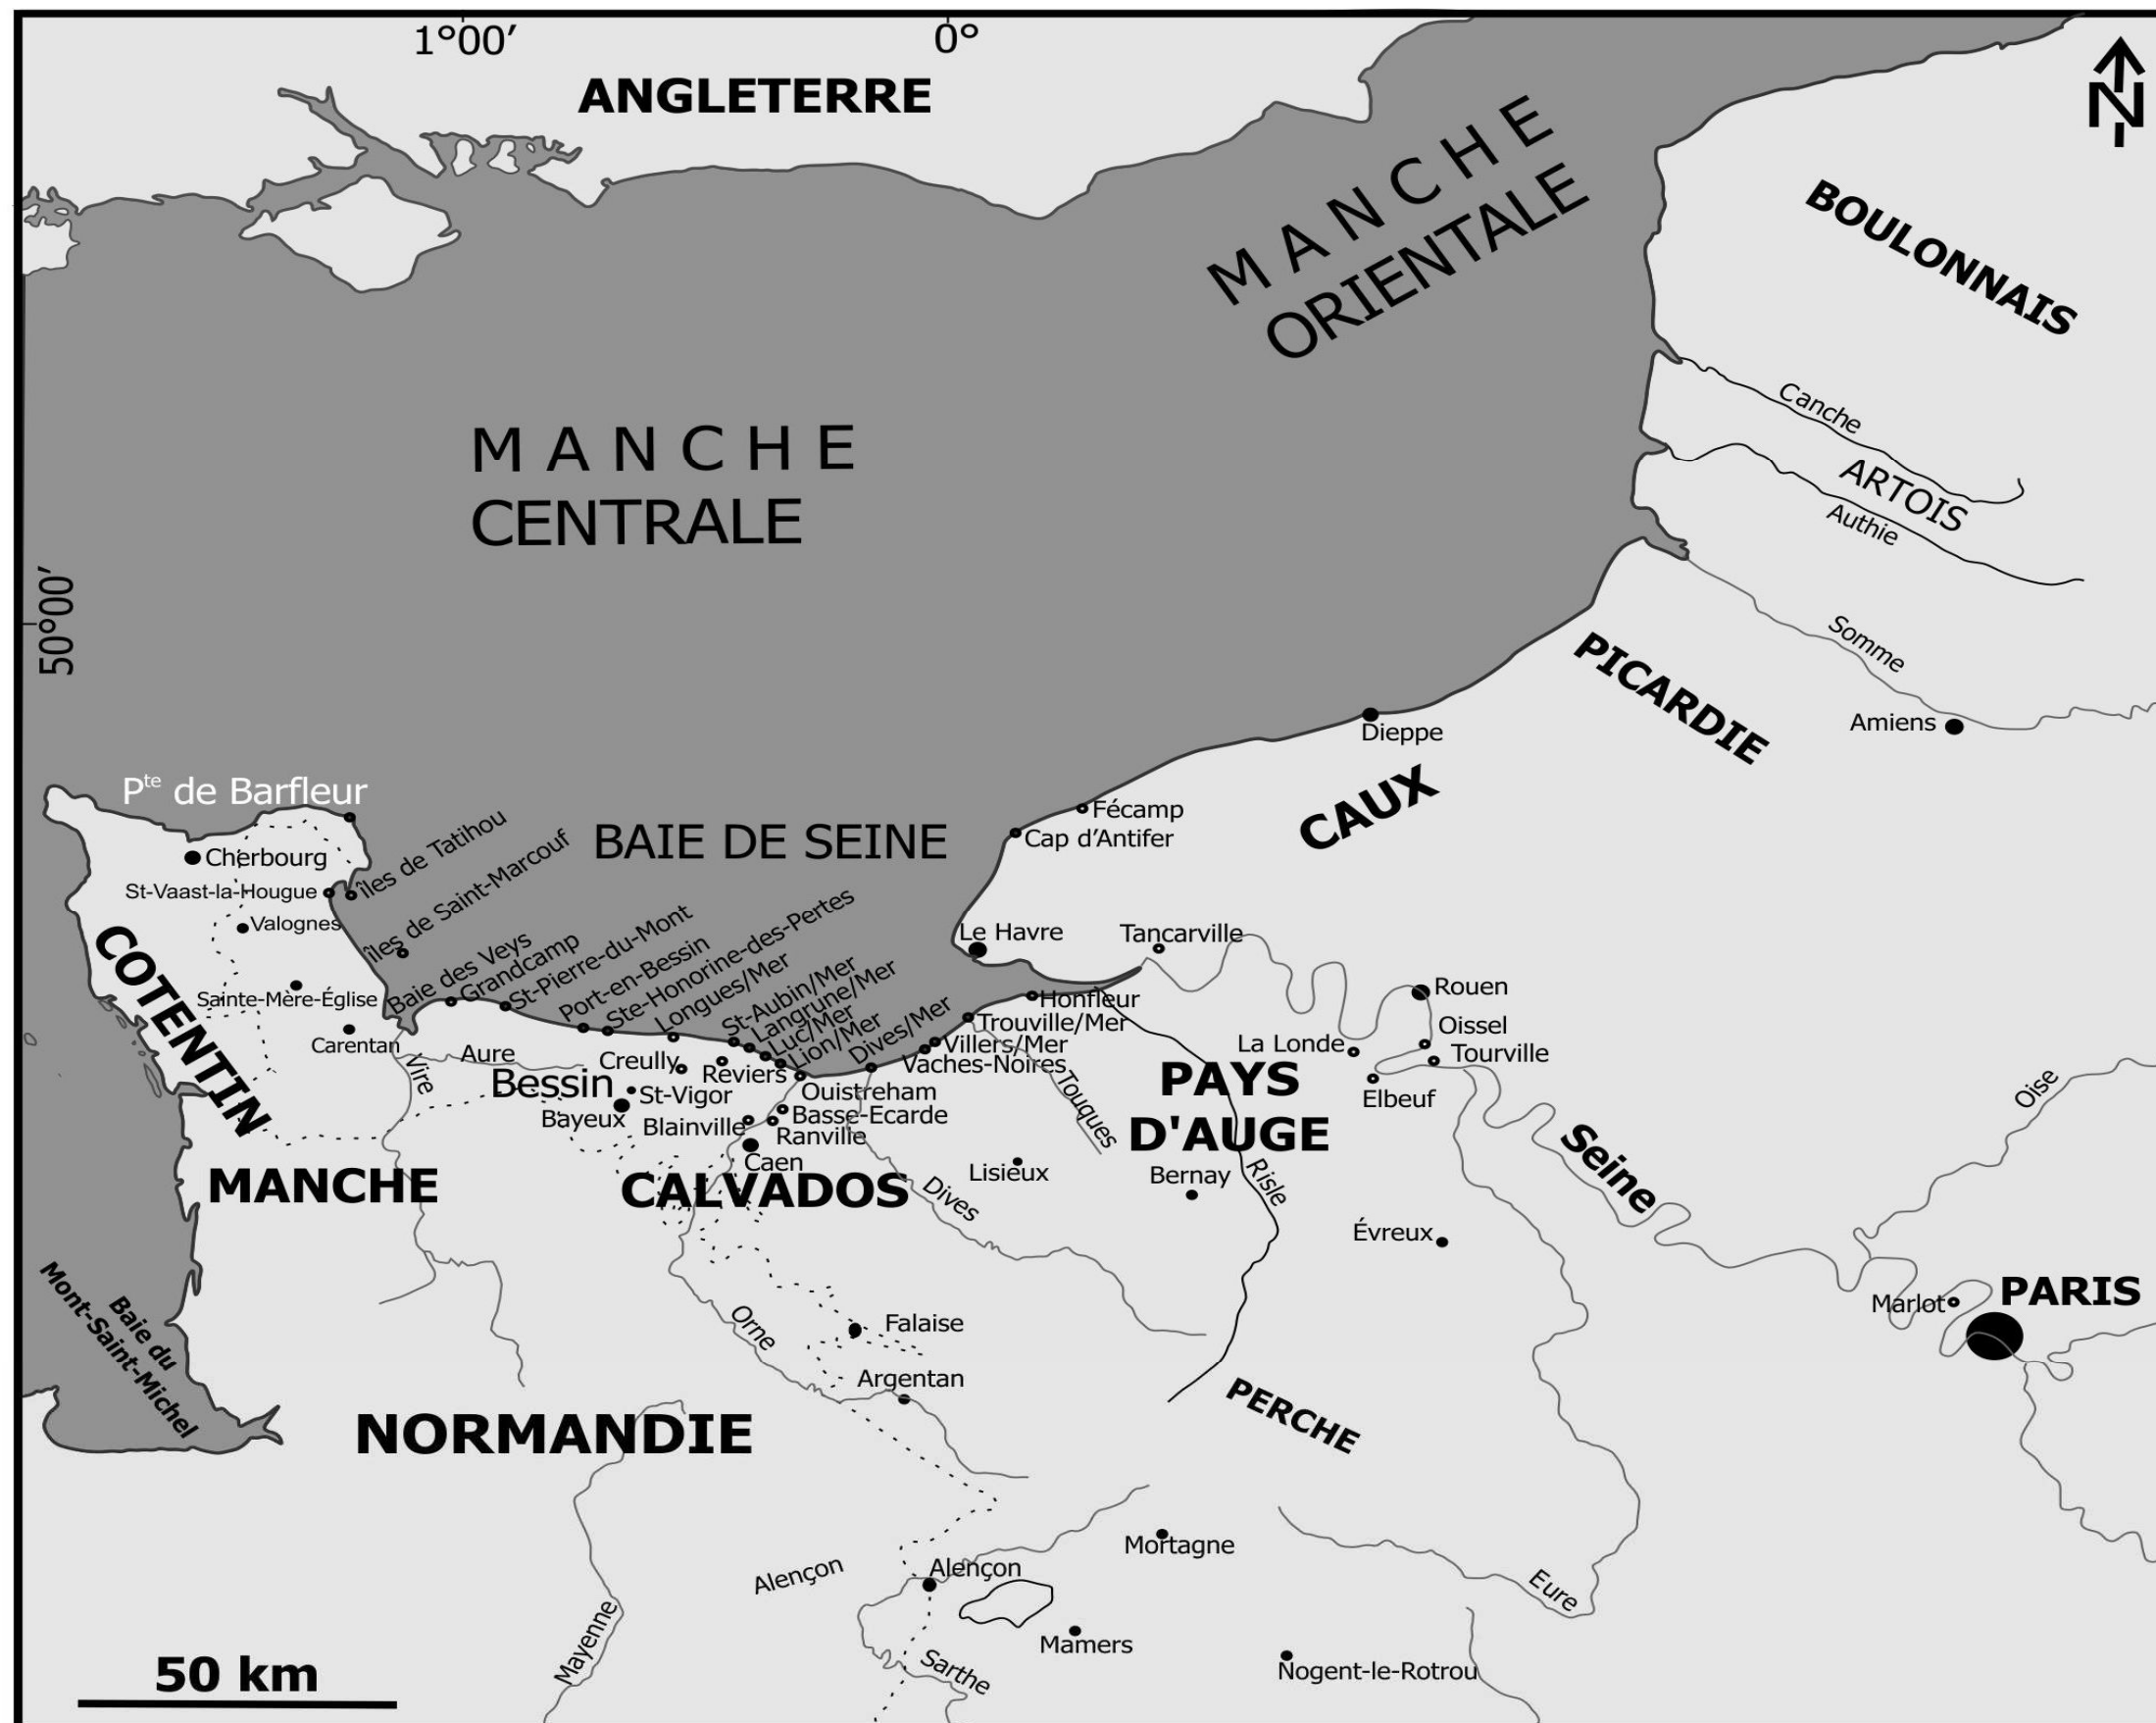 1°00’
0°
ANGLETERRE
N
MANCHE
ORIENTALE
BOULONNAIS
MANCHE
CENTRALE
Canche
ARTOIS
Authie
50°00’
Somme
PICARDIE
Amiens
Dieppe
CAUX
Pte de Barfleur
Fécamp
Cap d’Antifer
BAIE DE SEINE
Cherbourg
îles de Tatihou
St-Vaast-la-Hougue
îles de Saint-Marcouf
Valognes
COTENTIN
Sainte-Mère-Église
Carentan
Baie des Veys
Grandcamp
St-Pierre-du-Mont
Port-en-Bessin
Ste-Honorine-des-Pertes
Longues/Mer
St-Aubin/Mer
Langrune/Mer
Luc/Mer
Lion/Mer
Dives/Mer
Le Havre
Tancarville
Honfleur
Trouville/Mer
Villers/Mer
Vaches-Noires
Rouen
Oissel
La Londe
Tourville
Elbeuf
Vire
Aure
Creully
Reviers
Bessin
St-Vigor
Bayeux
Ouistreham
Basse-Ecarde
Blainville
Ranville
Caen
Touques
PAYS
D'AUGE
Oise
Seine
MANCHE
CALVADOS
Lisieux
Dives
Bernay
Risle
Évreux
Baie du
Mont-Saint-Michel
Marlot
PARIS
Orne
Falaise
Argentan
PERCHE
NORMANDIE
Mortagne
Alençon
Alençon
Eure
Mayenne
Mamers
Sarthe
Nogent-le-Rotrou
50 km